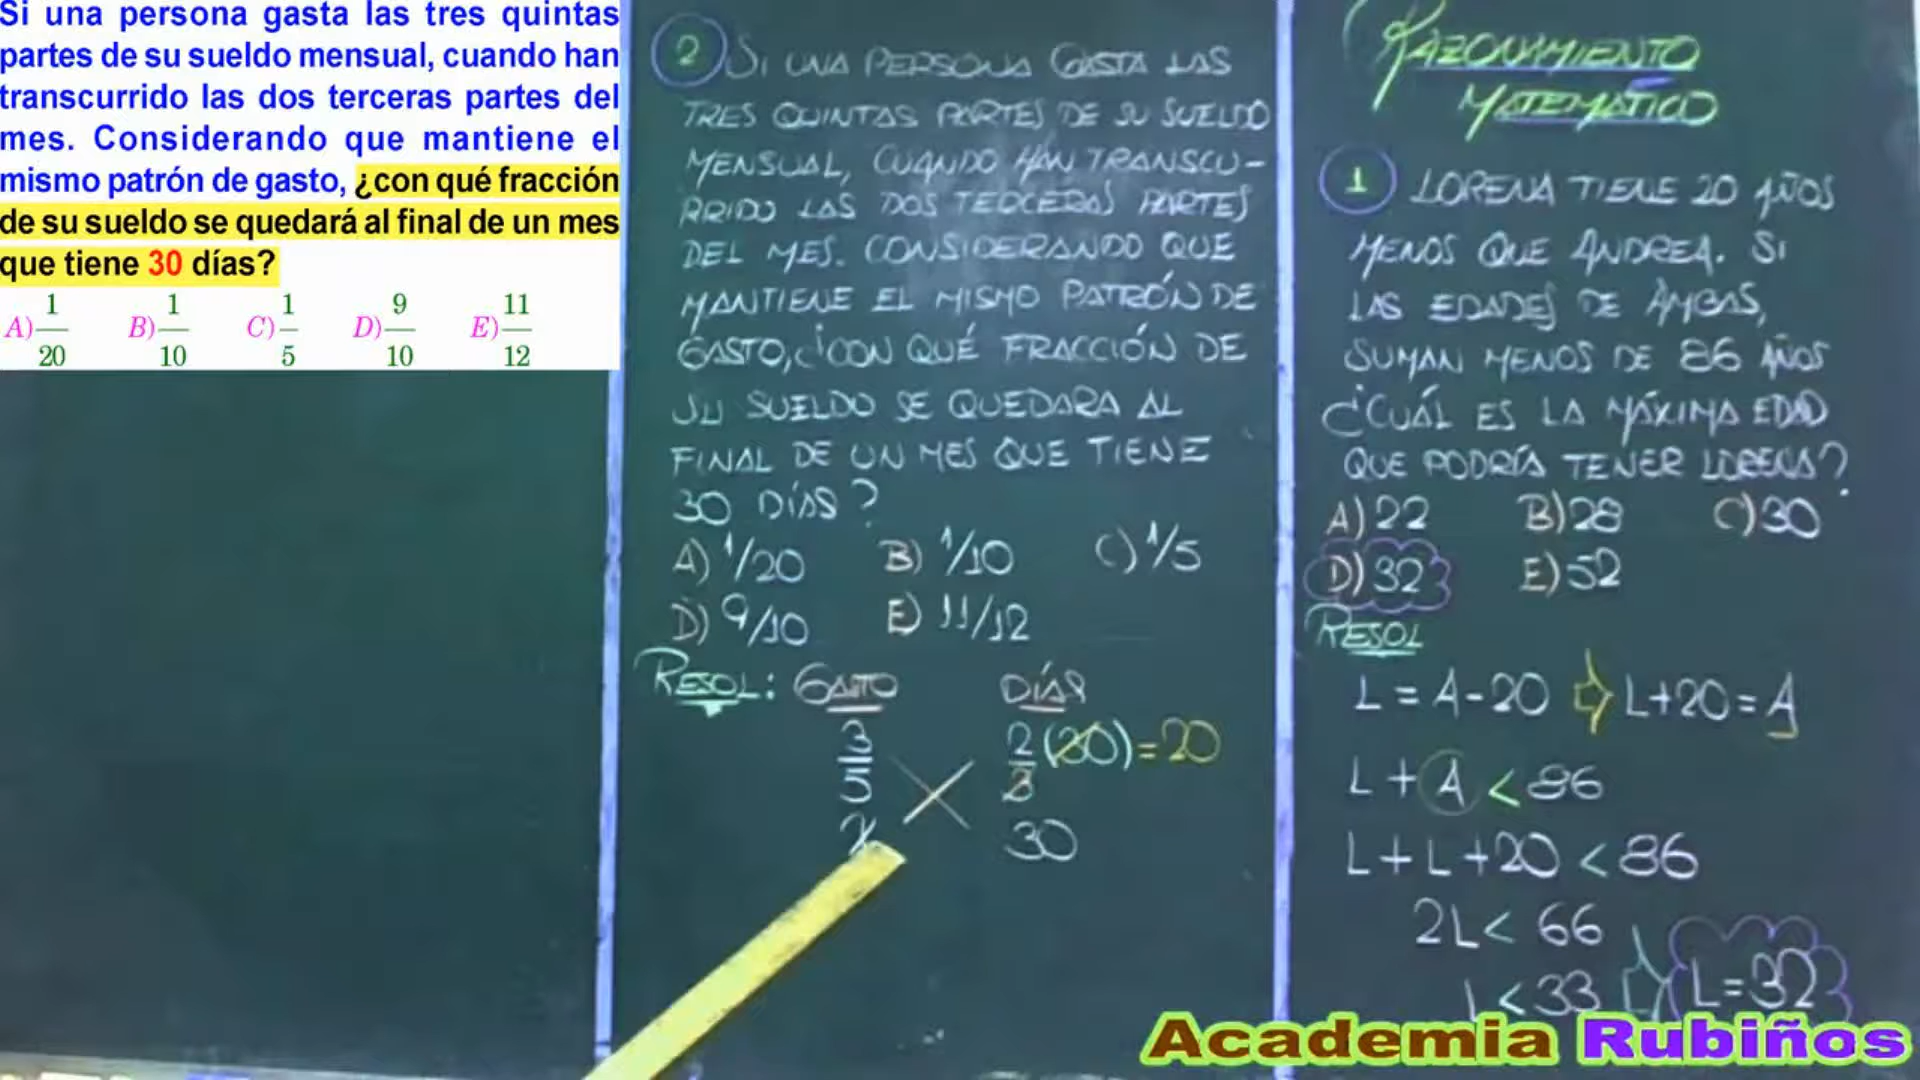 Si una persona gasta las tres quintas
partes de su sueldo mensual, cuando han
transcurrido las dos terceras partes del
mes. Considerando que mantiene el
mismo patrón de gasto, ¿con qué fracción
de su sueldo se quedará al final de un mes
que tiene 30 días?
A) 1/20 B) 1/10 C) 1/5 D) 9/10 E) 11/12
2 SI UNA PERSONA GASTA LAS
TRES QUINTAS PARTES DE SU SUELDO
MENSUAL, CUANDO HAN TRANSCU-
RRIDO LAS DOS TERCERAS PARTES
DEL MES. CONSIDERANDO QUE
MANTIENE EL MISMO PATRÓN DE
GASTO, ¿CON QUÉ FRACCIÓN DE
SU SUELDO SE QUEDARA AL
FINAL DE UN MES QUE TIENE
30 DÍAS?
A) 1/20 B) 1/10 C) 1/5
D) 9/10 E) 11/12
RESOL: GASTO DÍAS
3/5 2/3 (30) = 20
30
RAZONAMIENTO
MATEMÁTICO
1 LORENA TIENE 20 AÑOS
MENOS QUE ANDREA. SI
LAS EDADES DE AMBAS,
SUMAN MENOS DE 86 AÑOS
¿CUÁL ES LA MÁXIMA EDAD
QUE PODRÍA TENER LORENA?
A) 22 B) 28 C) 30
D) 32 E) 52
RESOL
L = A - 20 ⇨ L + 20 = A
L + A < 86
L + L + 20 < 86
2L < 66
L < 33 ⇨ L = 32
Academia Rubiños